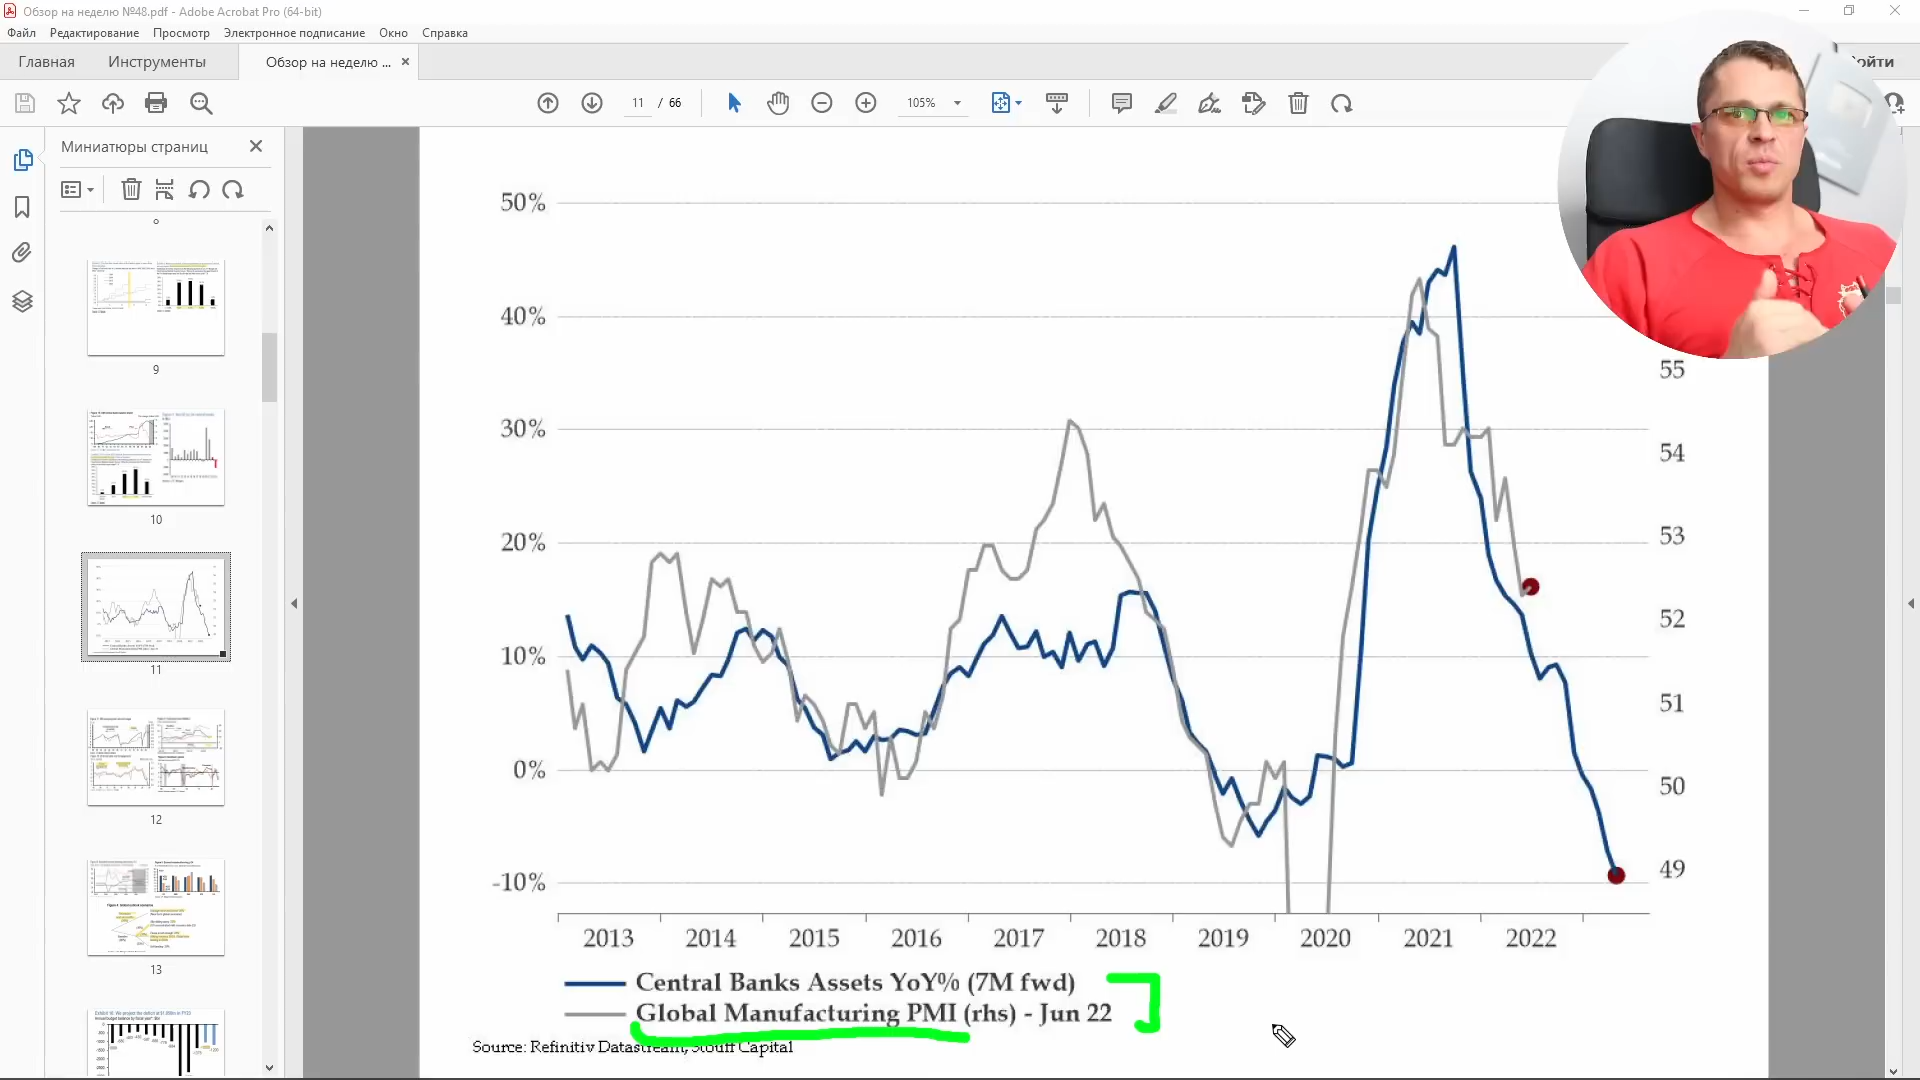 Обзор на неделю №48.pdf - Adobe Acrobat Pro (64-bit)
Файл Редактирование Просмотр Электронное подписание Окно Справка
Главная Инструменты Обзор на неделю ... ×
11 / 66 105%
Миниатюры страниц
9
10
11
12
13
50%
40%
30%
20%
10%
0%
-10%
55
54
53
52
51
50
49
2013 2014 2015 2016 2017 2018 2019 2020 2021 2022
Central Banks Assets YoY% (7M fwd)
Global Manufacturing PMI (rhs) - Jun 22
Source: Refinitiv Datastream, Stouff Capital